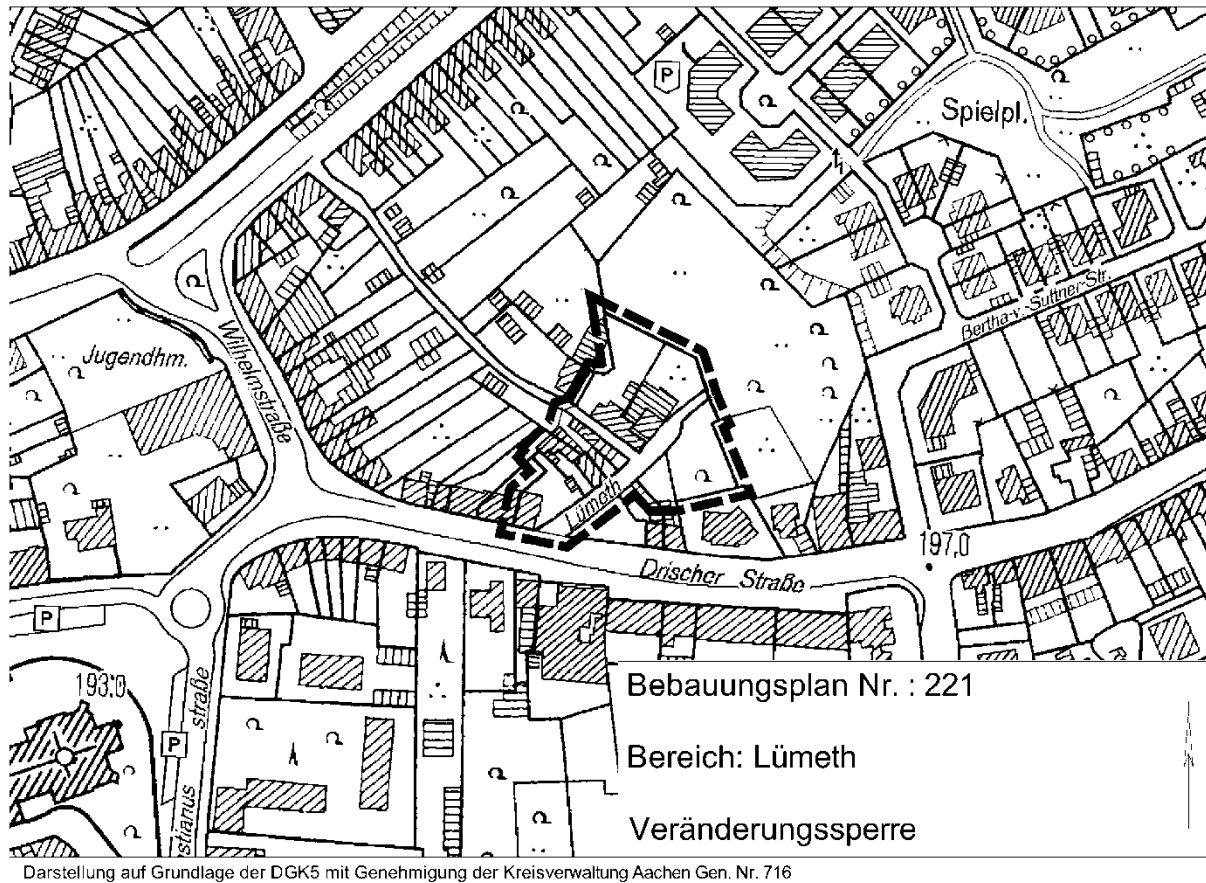 P
Spielpl.
Bertha-v.-Suttner-Str.
Jugendhm.
Wilhelmstraße
Lümeth
197,0
Drischer Straße
P
193.0
straße
P
stianus
Bebauungsplan Nr. : 221
Bereich: Lümeth
Veränderungssperre
Darstellung auf Grundlage der DGK5 mit Genehmigung der Kreisverwaltung Aachen Gen. Nr. 716